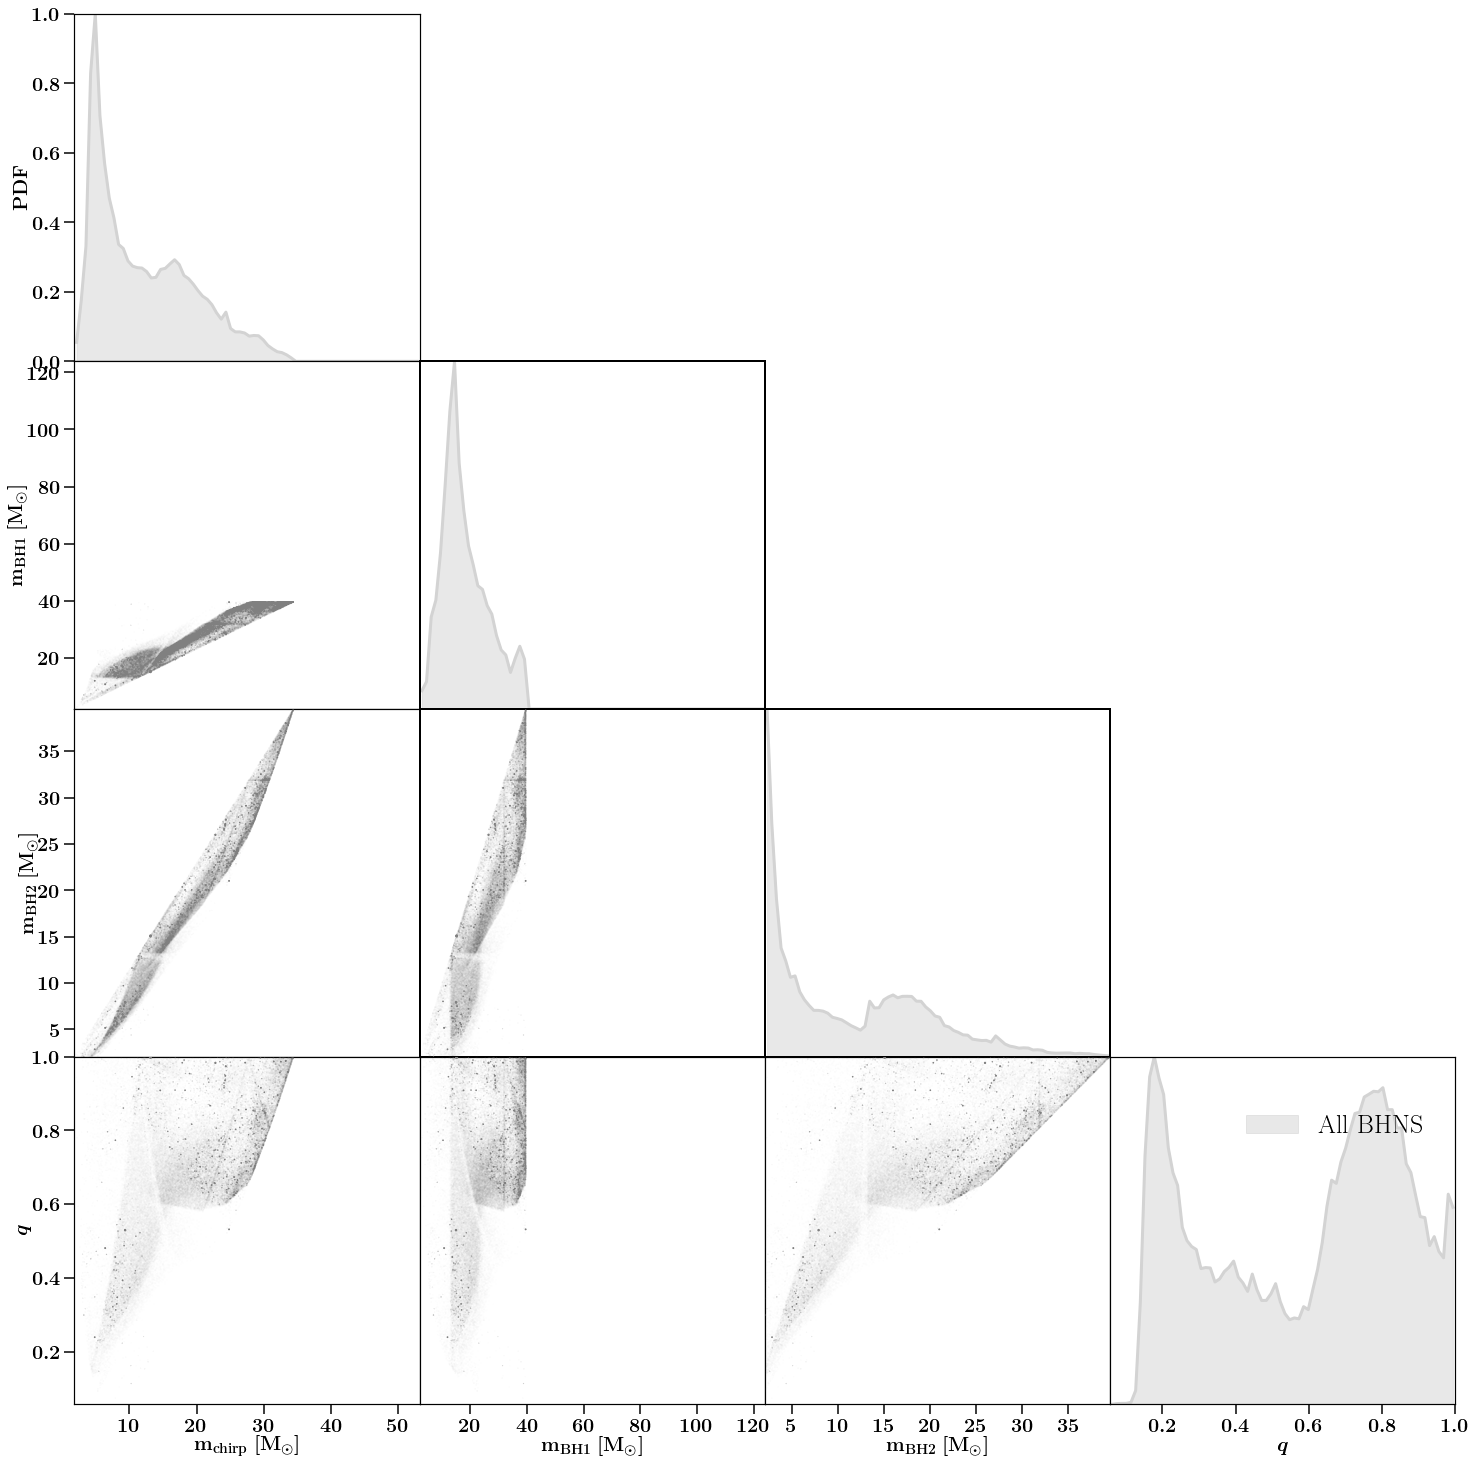 1.0
0.8
0.6
0.4
0.2
0.0
PDF
120
100
80
60
40
20
m_BH1 [M_⊙]
35
30
25
20
15
10
5
m_BH2 [M_⊙]
1.0
0.8
0.6
0.4
0.2
q
All BHNS
10 20 30 40 50
m_chirp [M_⊙]
20 40 60 80 100 120
m_BH1 [M_⊙]
5 10 15 20 25 30 35
m_BH2 [M_⊙]
0.2 0.4 0.6 0.8 1.0
q